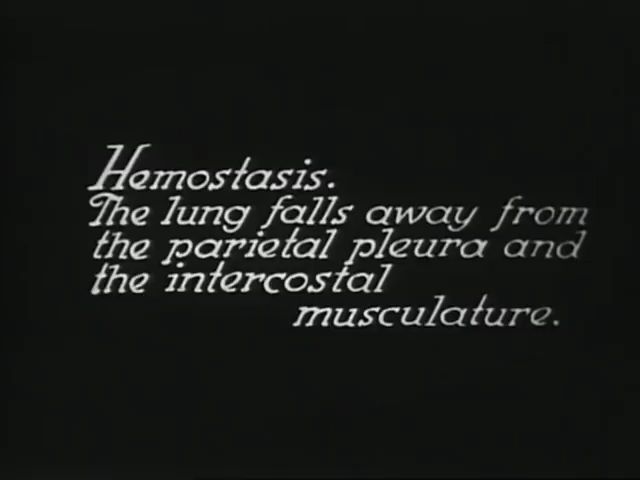 Hemostasis.
The lung falls away from
the parietal pleura and
the intercostal
musculature.